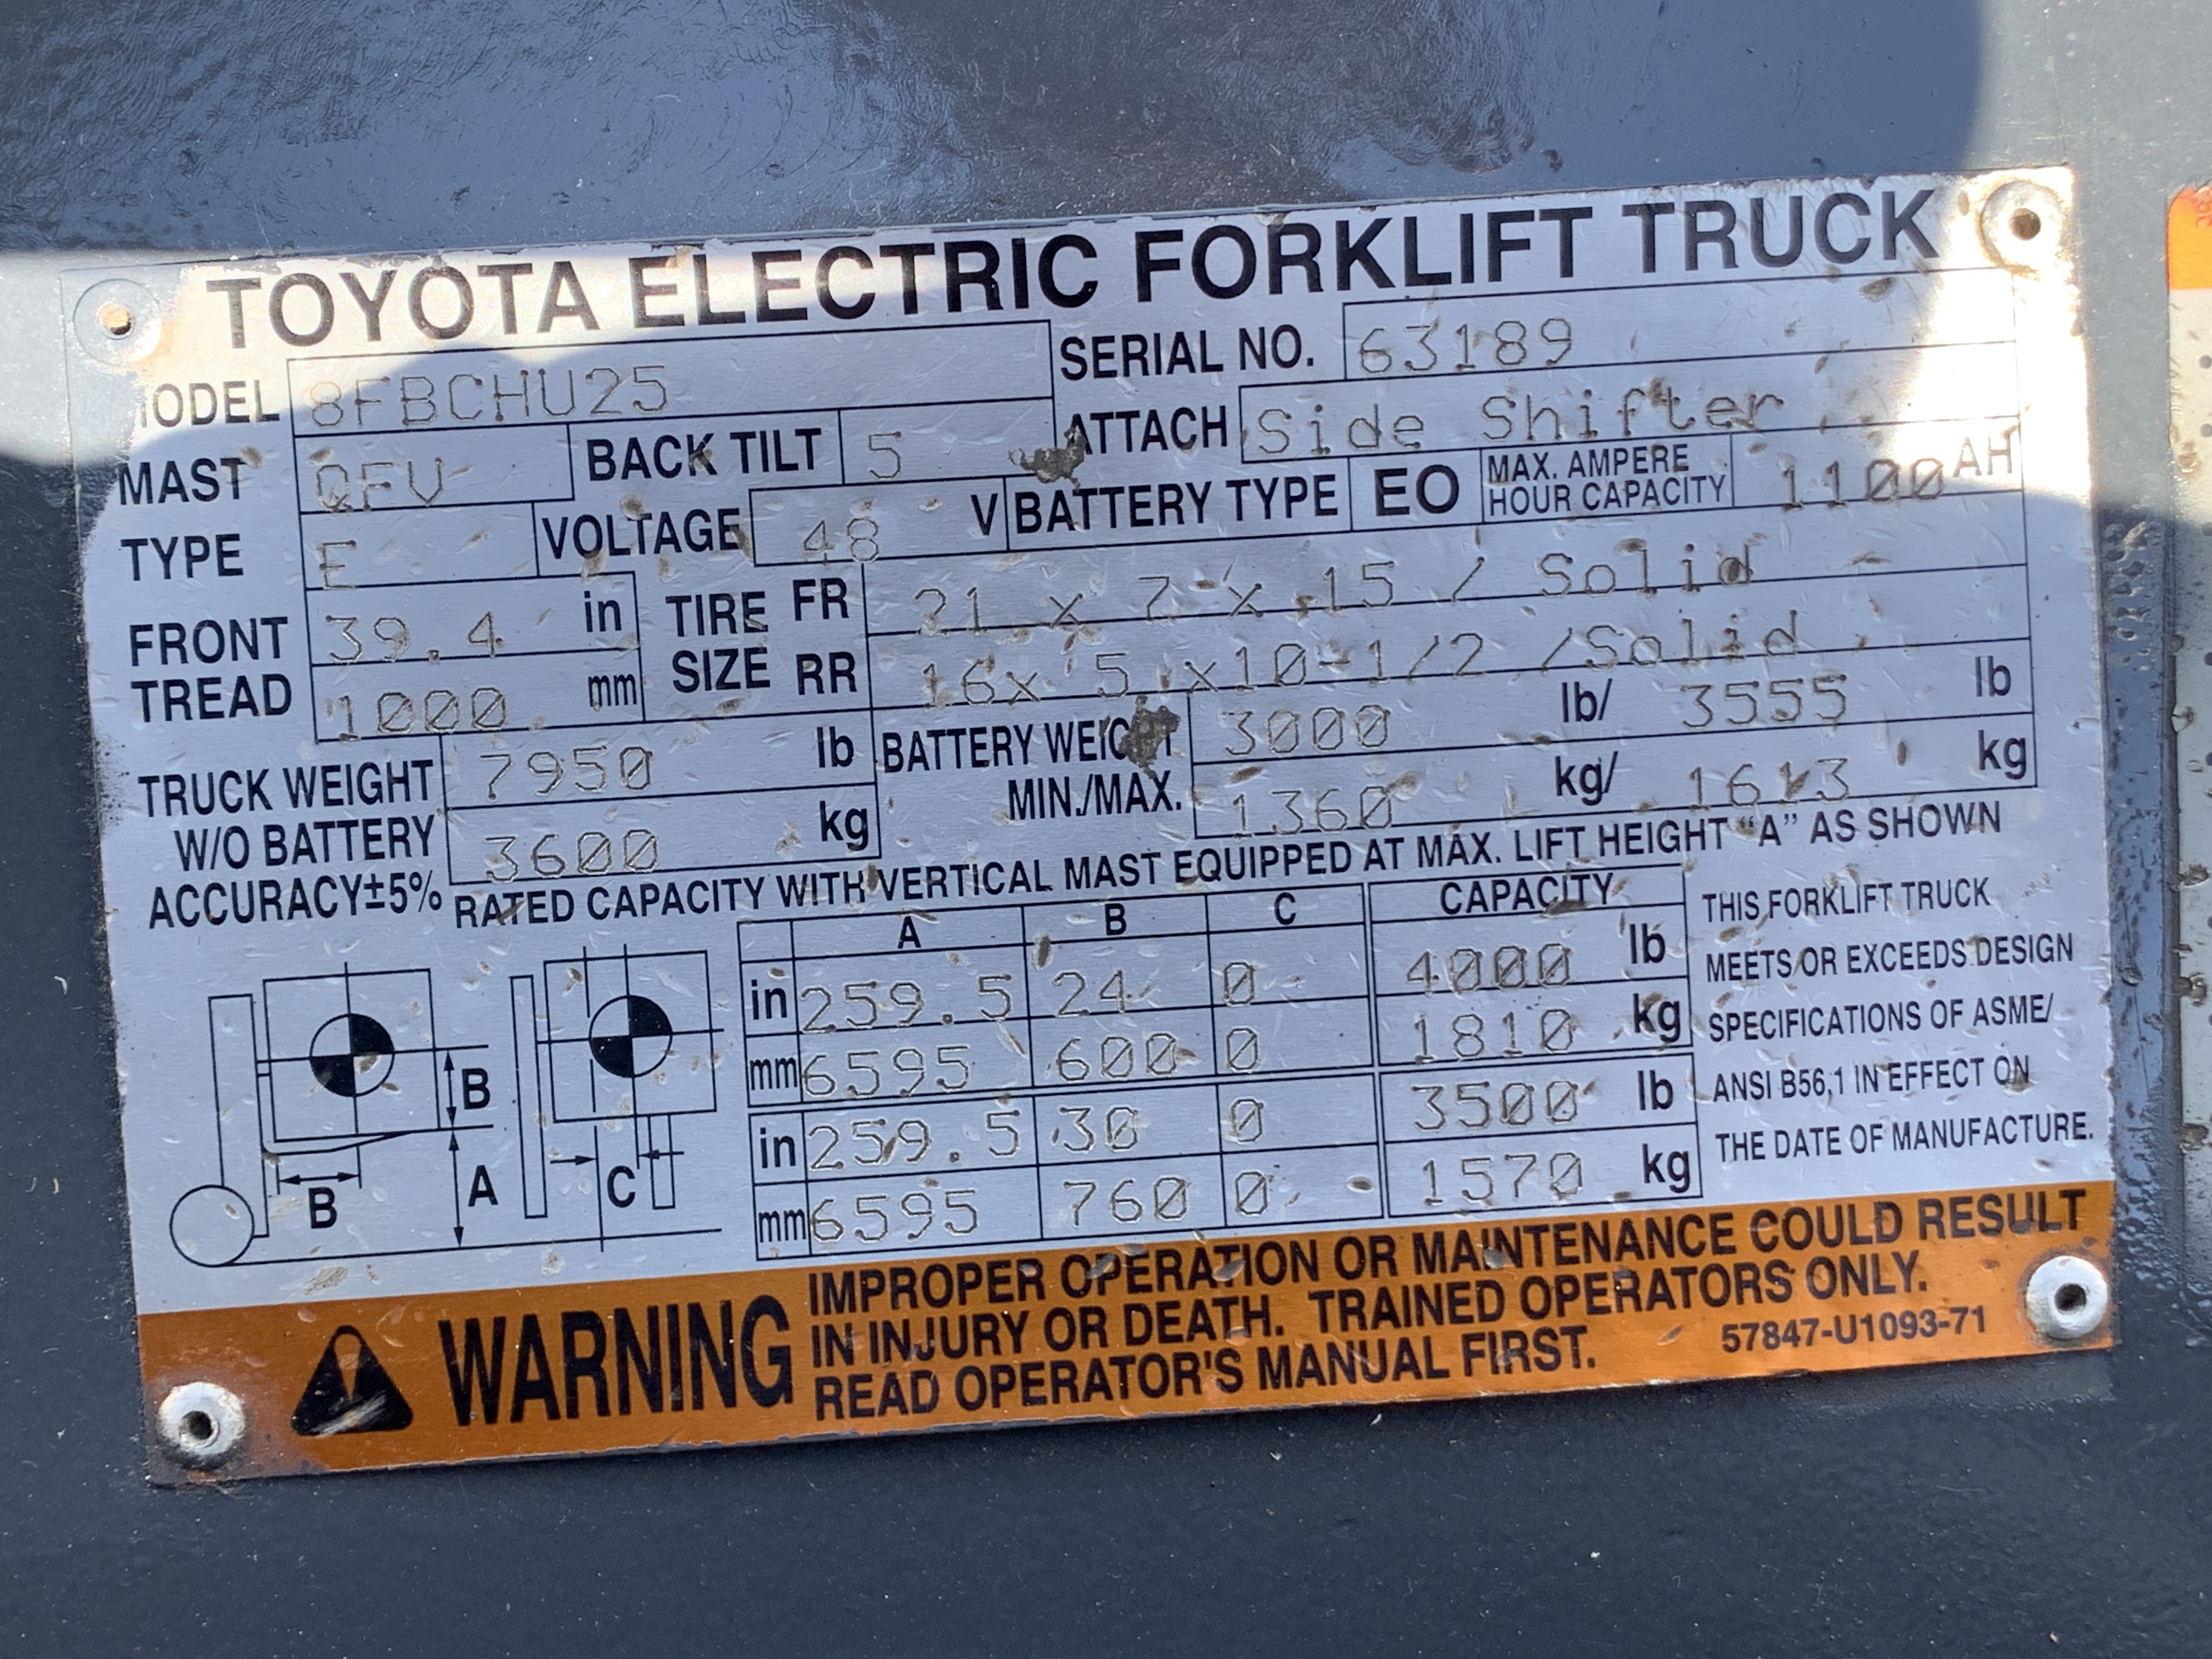 TOYOTA ELECTRIC FORKLIFT TRUCK
MODEL 8FBCHU25 SERIAL NO. 63189
MAST QFV BACK TILT 5 ATTACH Side Shifter
TYPE E VOLTAGE 48 V BATTERY TYPE EO MAX. AMPERE HOUR CAPACITY 1100 AH
FRONT TREAD 39.4 in TIRE SIZE FR 21 x 7 x 15 / Solid
1000 mm RR 16x 5 x10-1/2 /Solid
TRUCK WEIGHT W/O BATTERY 7950 lb BATTERY WEIGHT MIN./MAX. 3000 lb/ 3555 lb
3600 kg 1360 kg/ 1613 kg
ACCURACY±5% RATED CAPACITY WITH VERTICAL MAST EQUIPPED AT MAX. LIFT HEIGHT "A" AS SHOWN
A B C CAPACITY
in 259.5 24 0 4000 lb
mm 6595 600 0 1810 kg
in 259.5 30 0 3500 lb
mm 6595 760 0 1570 kg
B
B
A
C
THIS FORKLIFT TRUCK
MEETS OR EXCEEDS DESIGN
SPECIFICATIONS OF ASME/
ANSI B56,1 IN EFFECT ON
THE DATE OF MANUFACTURE.
WARNING
IMPROPER OPERATION OR MAINTENANCE COULD RESULT
IN INJURY OR DEATH. TRAINED OPERATORS ONLY.
READ OPERATOR'S MANUAL FIRST.
57847-U1093-71